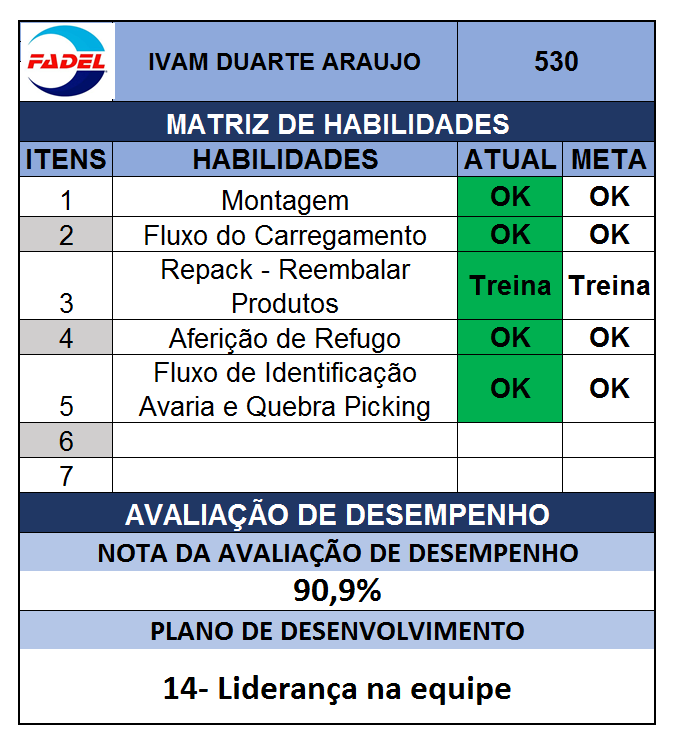 FADEL
IVAM DUARTE ARAUJO 530
MATRIZ DE HABILIDADES
ITENS HABILIDADES ATUAL META
1 Montagem OK OK
2 Fluxo do Carregamento OK OK
3 Repack - Reembalar
Produtos Treina Treina
4 Aferição de Refugo OK OK
5 Fluxo de Identificação
Avaria e Quebra Picking OK OK
6
7
AVALIAÇÃO DE DESEMPENHO
NOTA DA AVALIAÇÃO DE DESEMPENHO
90,9%
PLANO DE DESENVOLVIMENTO
14- Liderança na equipe